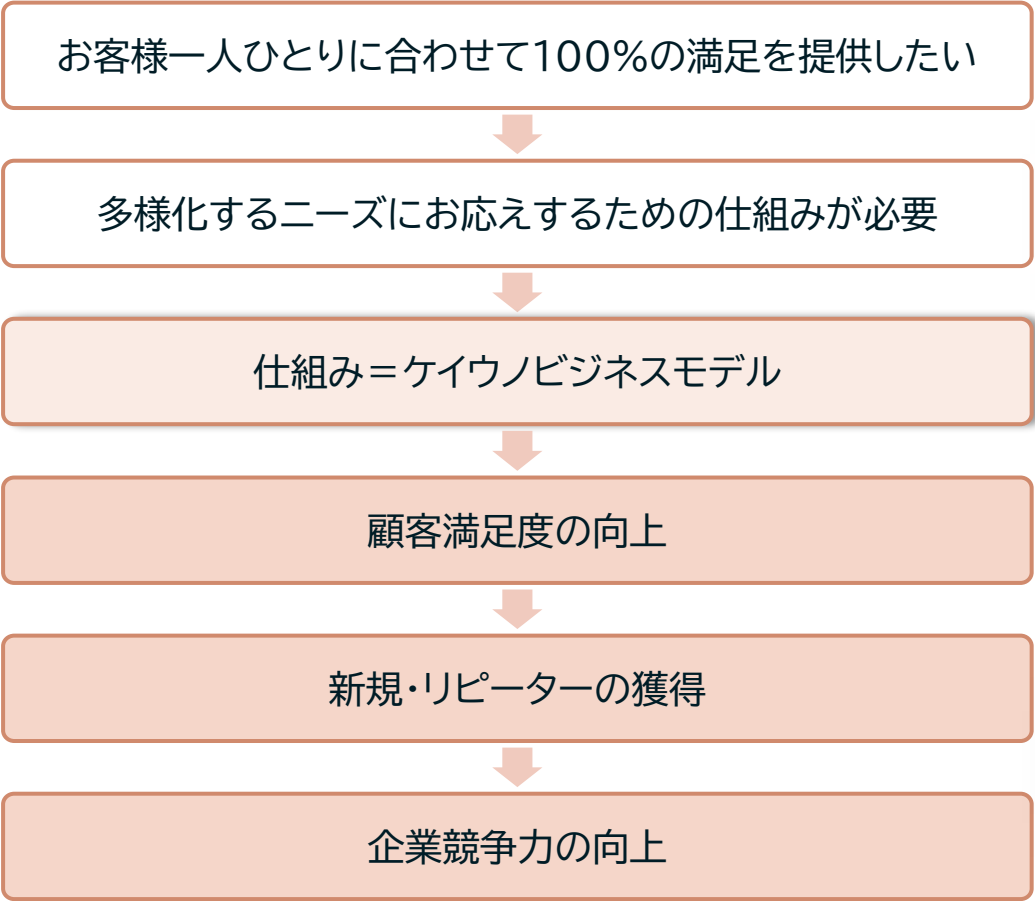 お客様一人ひとりに合わせて100%の満足を提供したい
多様化するニーズにお応えするための仕組みが必要
仕組み＝ケイウノビジネスモデル
顧客満足度の向上
新規・リピーターの獲得
企業競争力の向上